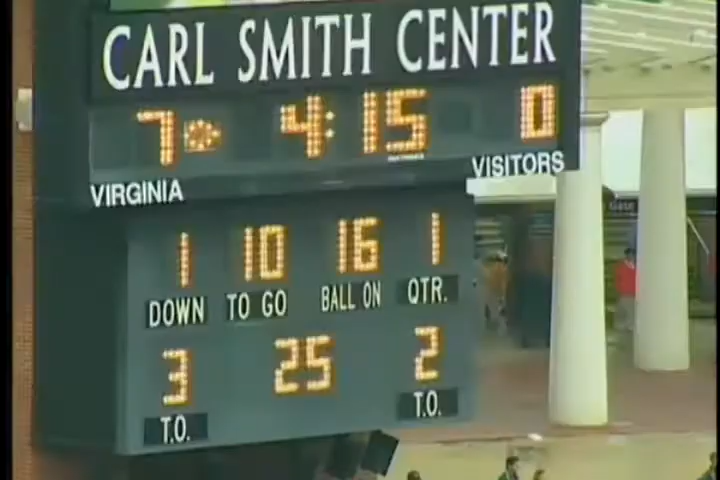 CARL SMITH CENTER
7 4:15 0
VIRGINIA VISITORS
1 10 16 1
DOWN TO GO BALL ON QTR.
3 25 2
T.O. T.O.